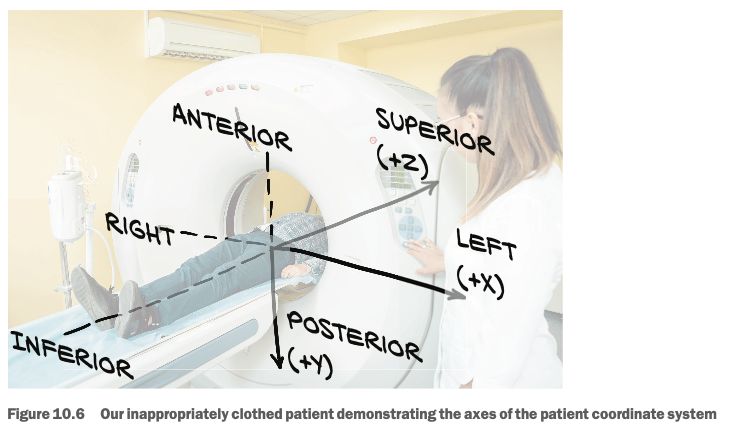 ANTERIOR
SUPERIOR
(+Z)
RIGHT
LEFT
(+X)
POSTERIOR
(+Y)
INFERIOR
Figure 10.6 Our inappropriately clothed patient demonstrating the axes of the patient coordinate system